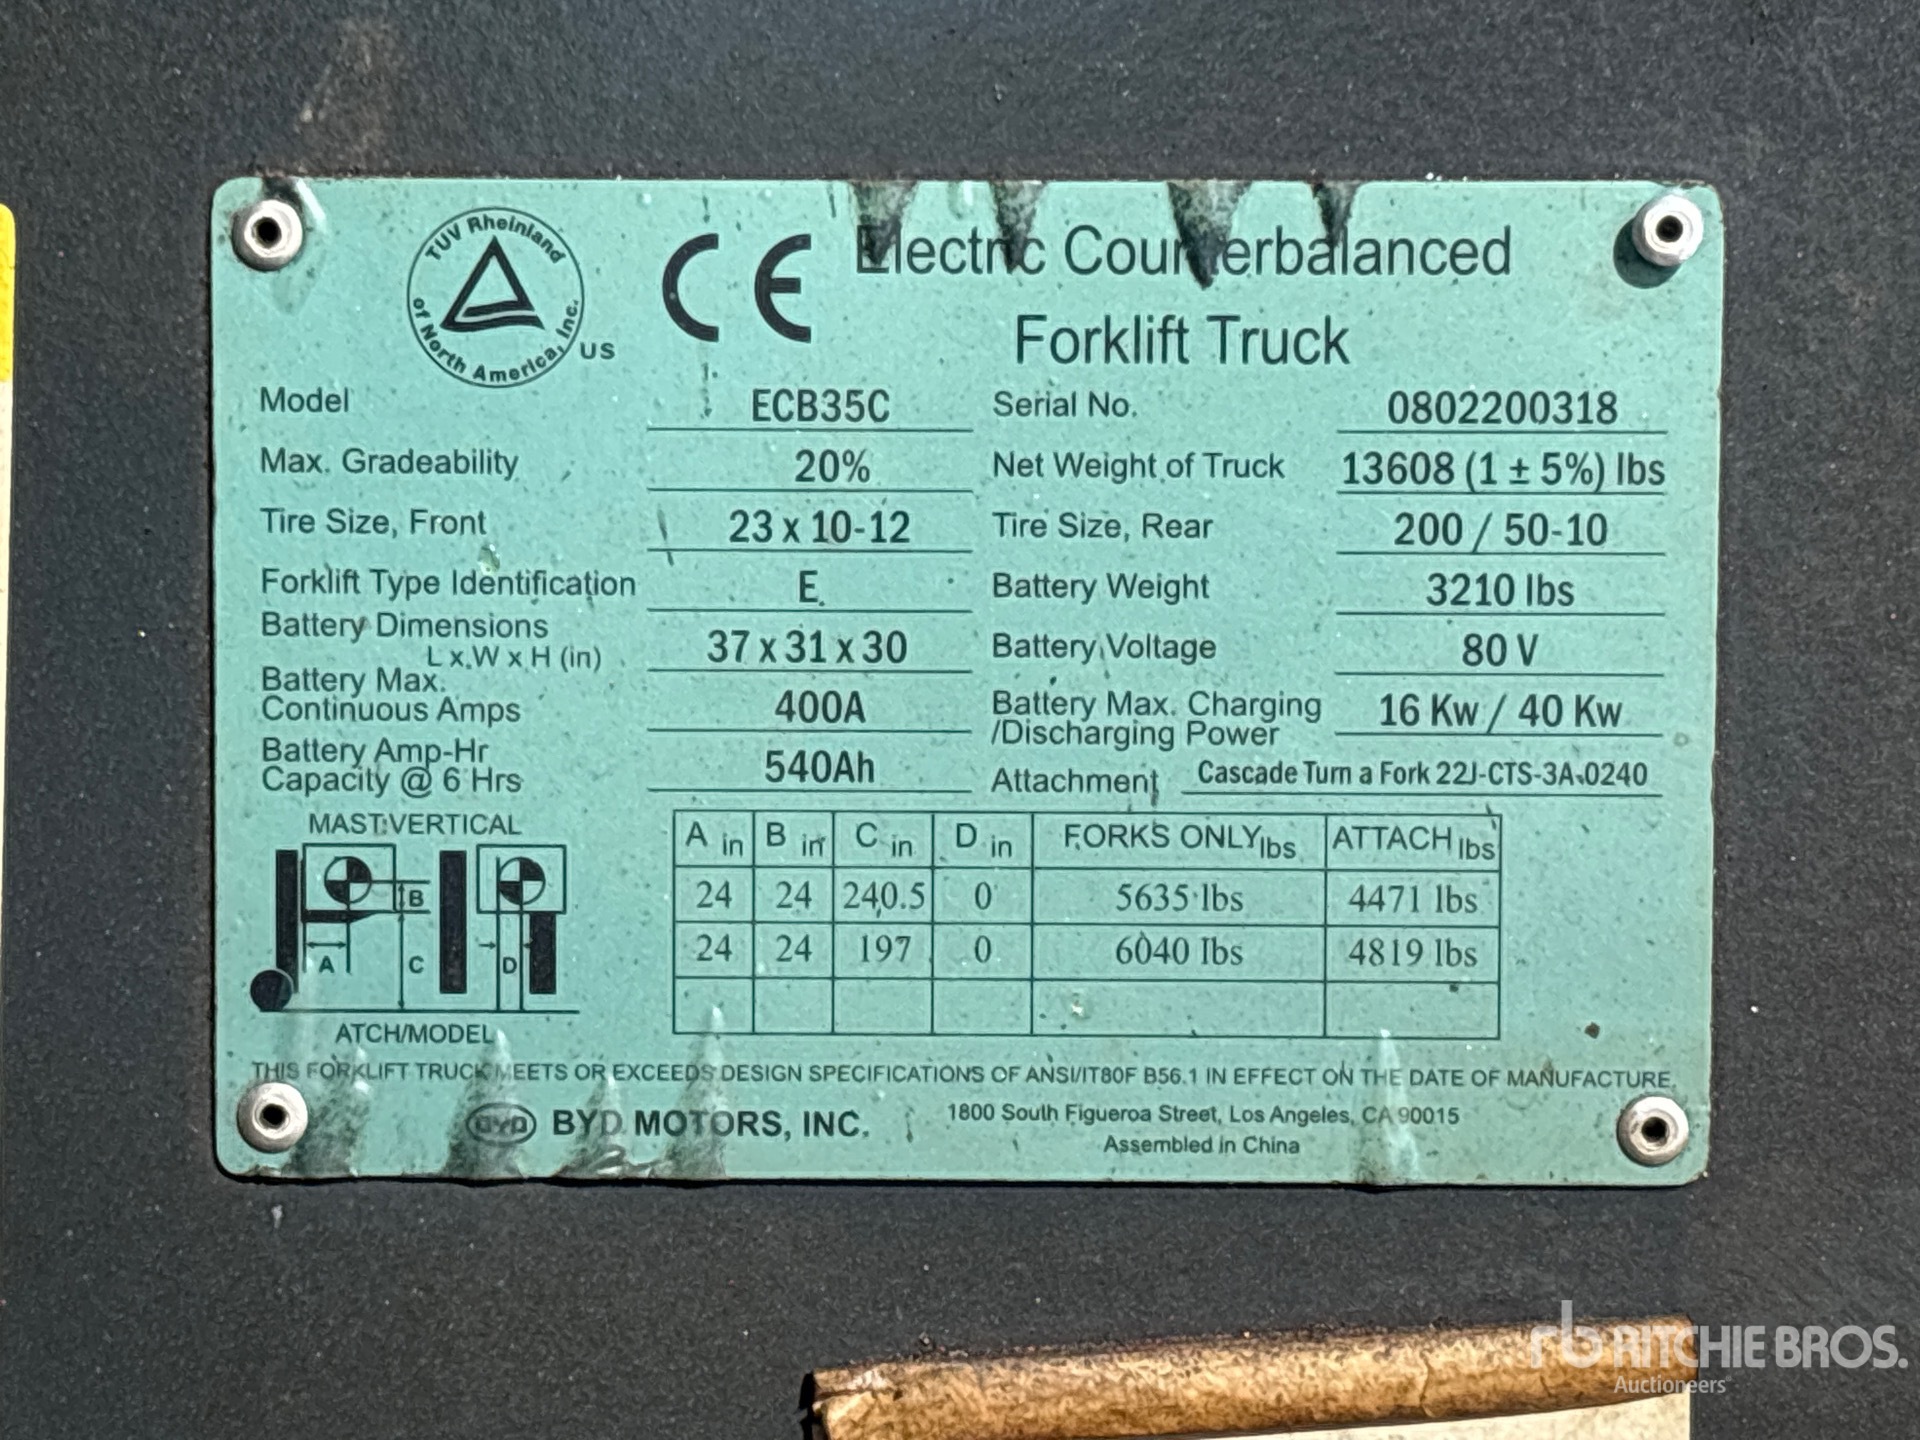 TUV Rheinland
of North America, Inc.
US
CE
Electric Counterbalanced
Forklift Truck
Model ECB35C Serial No. 0802200318
Max. Gradeability 20% Net Weight of Truck 13608 (1 ± 5%) lbs
Tire Size, Front 23 x 10-12 Tire Size, Rear 200 / 50-10
Forklift Type Identification E Battery Weight 3210 lbs
Battery Dimensions
L x W x H (in) 37 x 31 x 30 Battery Voltage 80 V
Battery Max.
Continuous Amps 400A Battery Max. Charging
/Discharging Power 16 Kw / 40 Kw
Battery Amp-Hr
Capacity @ 6 Hrs 540Ah Attachment Cascade Turn a Fork 22J-CTS-3A-0240
MAST:VERTICAL
A in B in C in D in FORKS ONLY lbs ATTACH lbs
24 24 240.5 0 5635 lbs 4471 lbs
24 24 197 0 6040 lbs 4819 lbs
B
A C D
ATCH/MODEL
THIS FORKLIFT TRUCK MEETS OR EXCEEDS DESIGN SPECIFICATIONS OF ANSI/IT80F B56.1 IN EFFECT ON THE DATE OF MANUFACTURE.
BYD BYD MOTORS, INC. 1800 South Figueroa Street, Los Angeles, CA 90015
Assembled in China
rb RITCHIE BROS.
Auctioneers